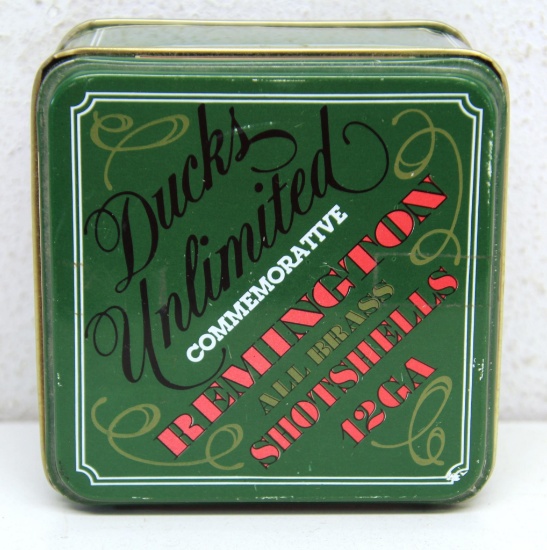 Ducks
Unlimited
COMMEMORATIVE
REMINGTON
ALL BRASS
SHOTSHELLS
12GA